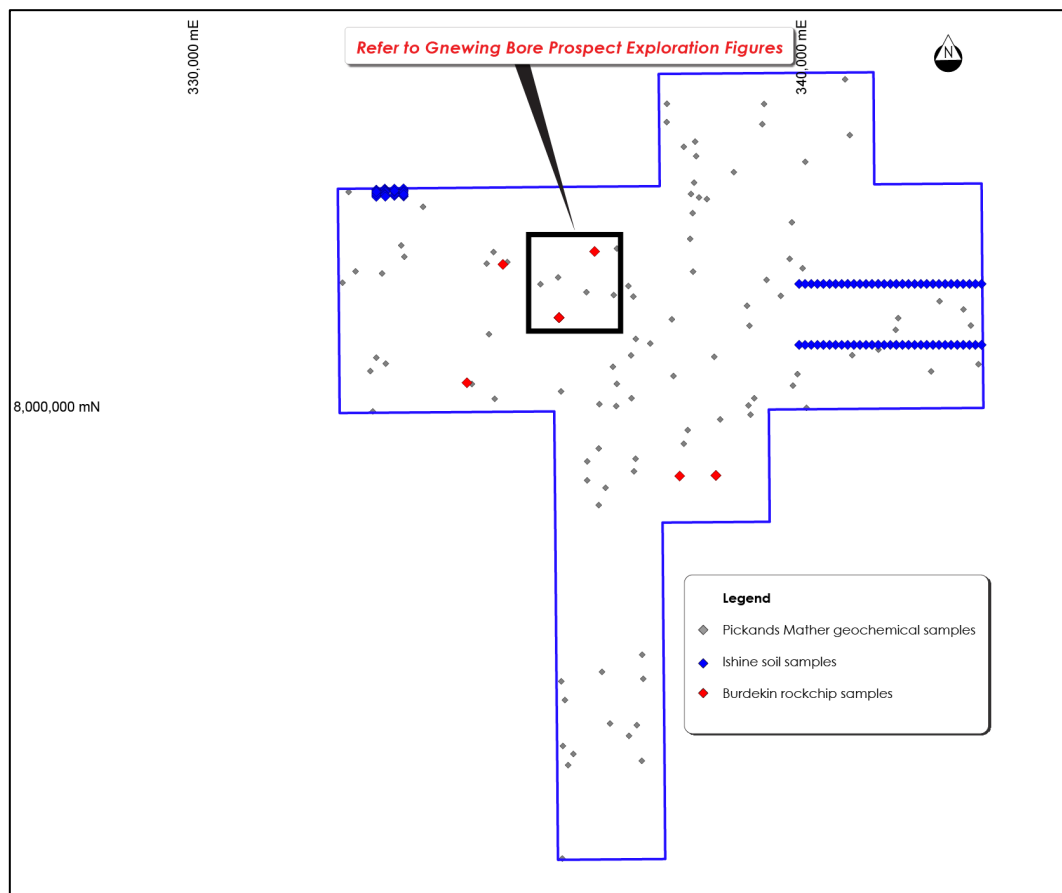 330,000 mE
340,000 mE
N
Refer to Gnewing Bore Prospect Exploration Figures
8,000,000 mN
Legend
Pickands Mather geochemical samples
Ishine soil samples
Burdekin rockchip samples